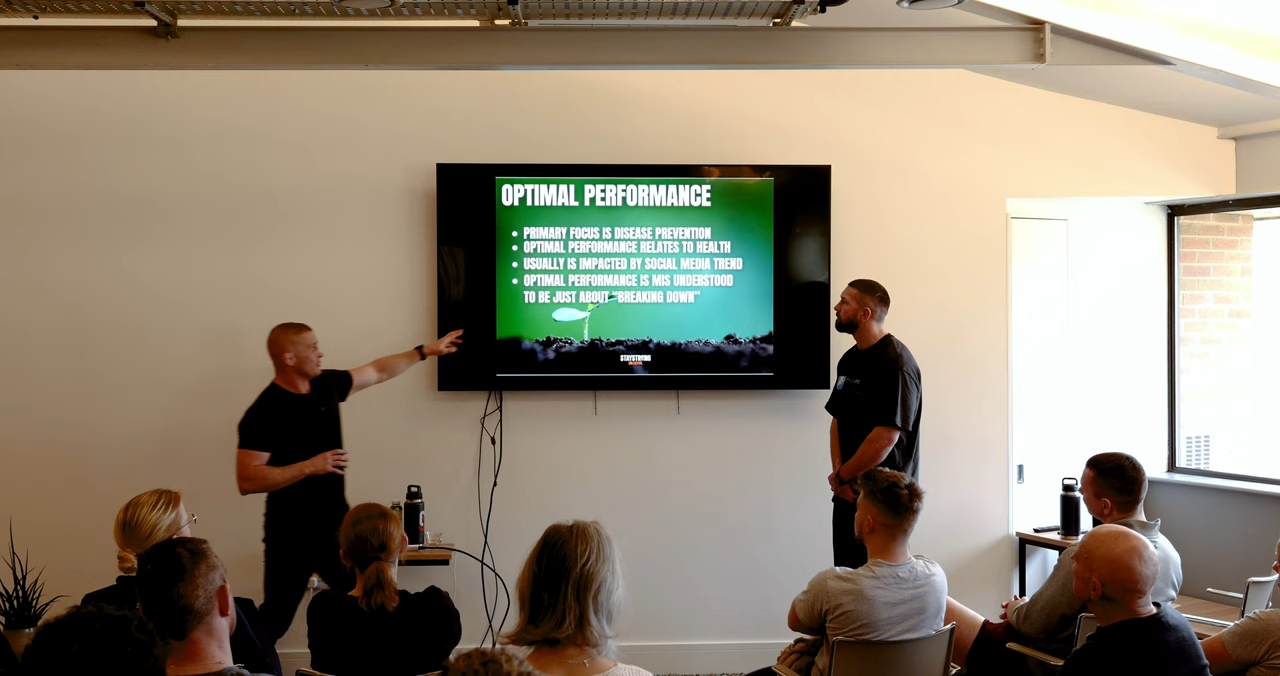 OPTIMAL PERFORMANCE
• PRIMARY FOCUS IS DISEASE PREVENTION
• OPTIMAL PERFORMANCE RELATES TO HEALTH
• USUALLY IS IMPACTED BY SOCIAL MEDIA TREND
• OPTIMAL PERFORMANCE IS MIS UNDERSTOOD
TO BE JUST ABOUT "BREAKING DOWN"
STAYSTRONG